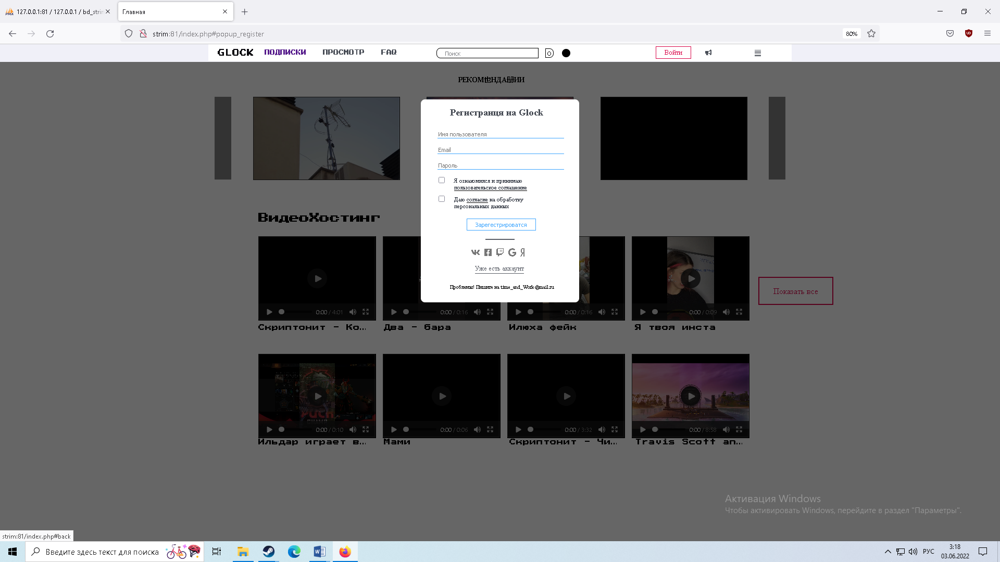 127.0.0.1:81 / 127.0.0.1 / bd_strin
Главная
strim:81/index.php#popup_register
80%
GLOCK ПОДПИСКИ ПРОСМОТР FAQ
Поиск
Войти
Регистраиця на Glock
Имя пользователя
Email
Пароль
Я ознакомился и принимаю
пользовательское соглашение
Даю согласие на обработку
персональных данных
Зарегестрироватся
Уже есть аккаунт
Проблемы! Пишите на time_and_Work@mail.ru
ВидеоХостинг
Показать все
0:00 / 4:01
0:00 / 0:16
0:00 / 0:16
0:00 / 0:09
Скриптонит - Ко...
Два - бара
Илюха фейк
Я твоя инста
0:00 / 0:10
0:00 / 0:06
0:00 / 3:32
0:00 / 8:58
Ильдар играет в...
Мами
Скриптонит - Чи...
Travis Scott an...
Активация Windows
Чтобы активировать Windows, перейдите в раздел "Параметры".
strim:81/index.php#back
Введите здесь текст для поиска
РУС
3:18
03.06.2022